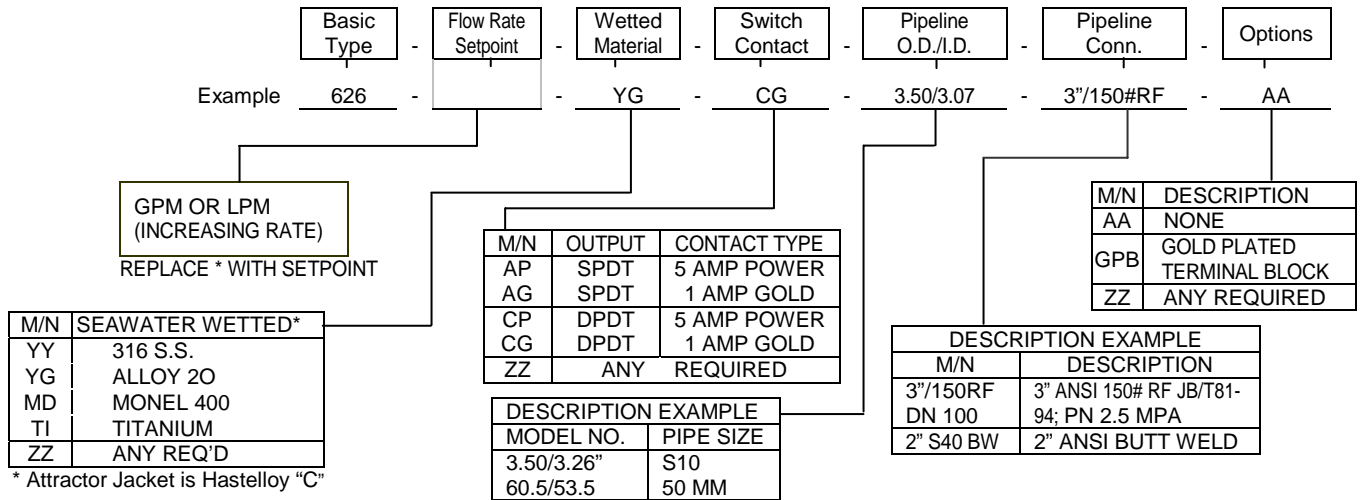 Basic Type - Flow Rate Setpoint - Wetted Material - Switch Contact - Pipeline O.D./I.D. - Pipeline Conn. - Options
Example 626 - - YG - CG - 3.50/3.07 - 3”/150#RF - AA
GPM OR LPM
(INCREASING RATE)
REPLACE * WITH SETPOINT
M/N SEAWATER WETTED*
YY 316 S.S.
YG ALLOY 2O
MD MONEL 400
TI TITANIUM
ZZ ANY REQ’D
* Attractor Jacket is Hastelloy “C”
M/N OUTPUT CONTACT TYPE
AP SPDT 5 AMP POWER
AG SPDT 1 AMP GOLD
CP DPDT 5 AMP POWER
CG DPDT 1 AMP GOLD
ZZ ANY REQUIRED
DESCRIPTION EXAMPLE
MODEL NO. PIPE SIZE
3.50/3.26” S10
60.5/53.5 50 MM
DESCRIPTION EXAMPLE
M/N DESCRIPTION
3”/150RF 3” ANSI 150# RF JB/T81-
DN 100 94; PN 2.5 MPA
2” S40 BW 2” ANSI BUTT WELD
M/N DESCRIPTION
AA NONE
GPB GOLD PLATED
TERMINAL BLOCK
ZZ ANY REQUIRED